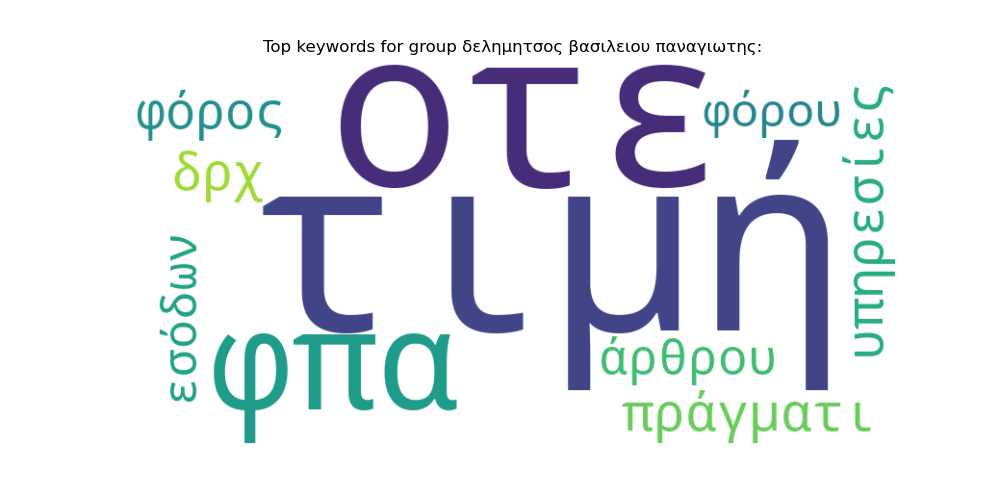 Top keywords for group δελημητσος βασιλειου παναγιωτης:
οτε
φόρος
φόρου
υπηρεσίες
δρχ
τιμή
εσόδων
φπα
άρθρου
πράγματι